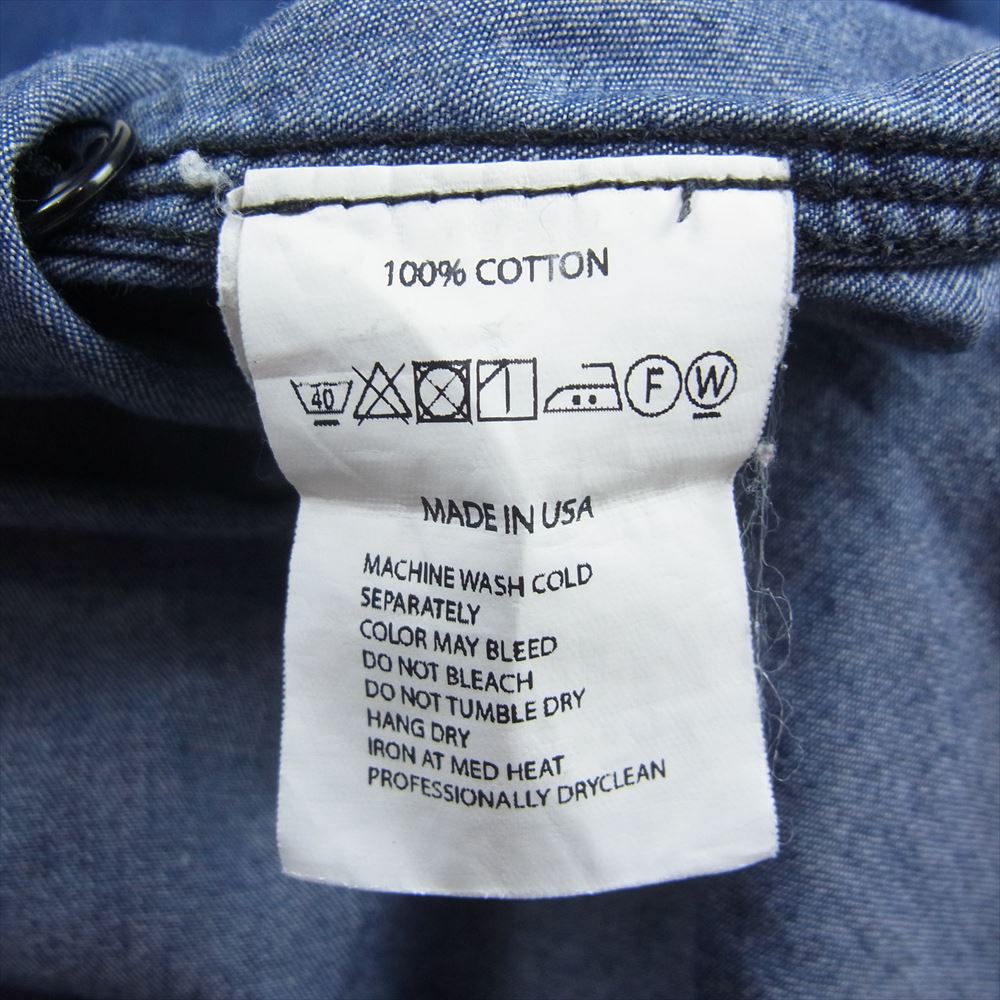 100% COTTON
40 F W
MADE IN USA
MACHINE WASH COLD
SEPARATELY
COLOR MAY BLEED
DO NOT BLEACH
DO NOT TUMBLE DRY
HANG DRY
IRON AT MED HEAT
PROFESSIONALLY DRYCLEAN